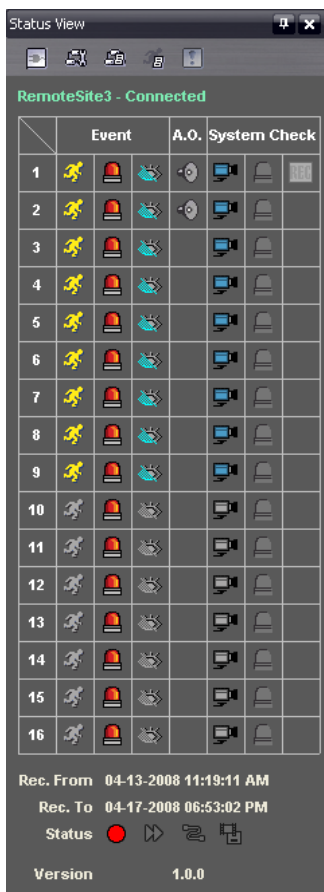 Status View
RemoteSite3 - Connected
Event A.O. System Check
1 REC
2
3
4
5
6
7
8
9
10
11
12
13
14
15
16
Rec. From 04-13-2008 11:19:11 AM
Rec. To 04-17-2008 06:53:02 PM
Status
Version 1.0.0